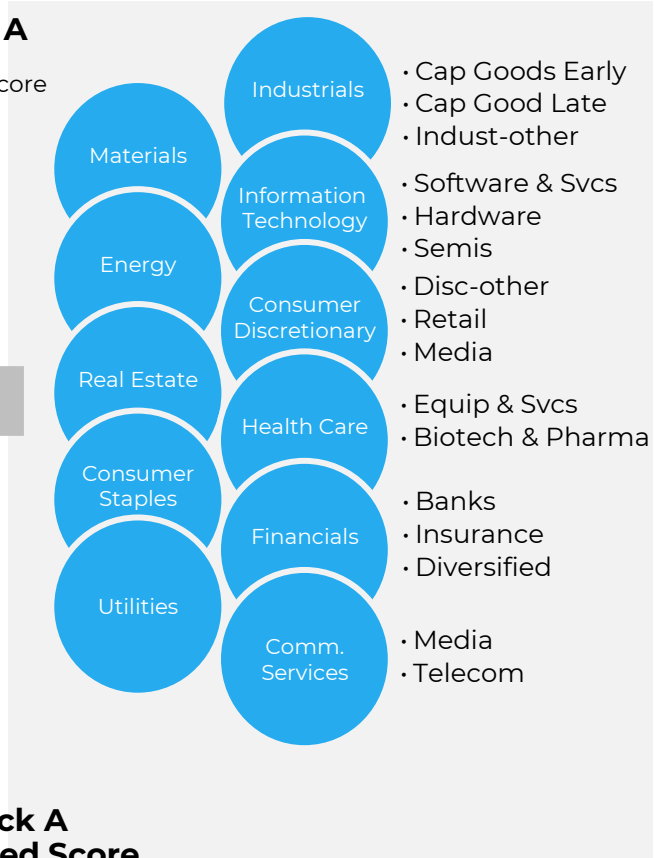 A
core
Materials
Energy
Real Estate
Consumer
Staples
Utilities
Industrials
· Cap Goods Early
· Cap Good Late
· Indust-other
Information
Technology
· Software & Svcs
· Hardware
· Semis
Consumer
Discretionary
· Disc-other
· Retail
· Media
Health Care
· Equip & Svcs
· Biotech & Pharma
Financials
· Banks
· Insurance
· Diversified
Comm.
Services
· Media
· Telecom
ck A
ed Score